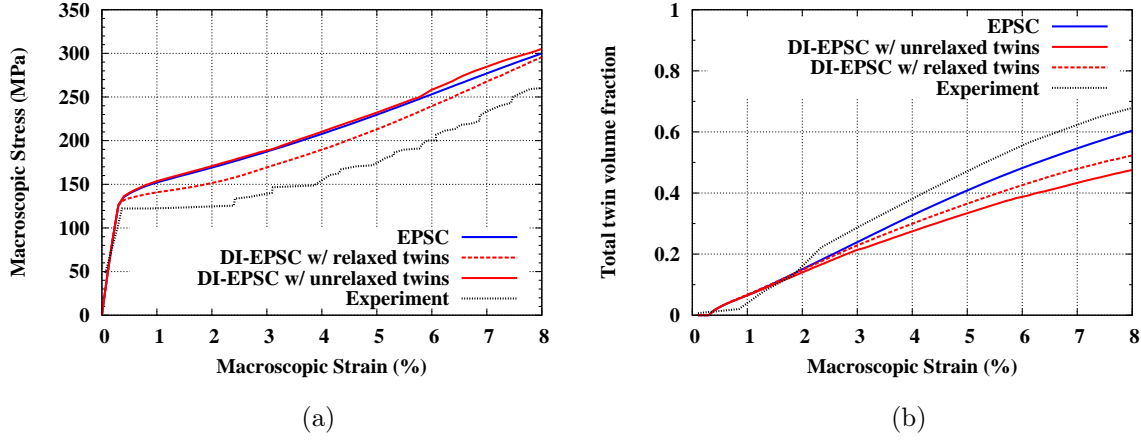 350
300
250
200
150
100
50
0
Macroscopic Stress (MPa)
0 1 2 3 4 5 6 7 8
Macroscopic Strain (%)
EPSC
DI-EPSC w/ relaxed twins
DI-EPSC w/ unrelaxed twins
Experiment
(a)
1
0.8
0.6
0.4
0.2
0
Total twin volume fraction
0 1 2 3 4 5 6 7 8
Macroscopic Strain (%)
EPSC
DI-EPSC w/ unrelaxed twins
DI-EPSC w/ relaxed twins
Experiment
(b)